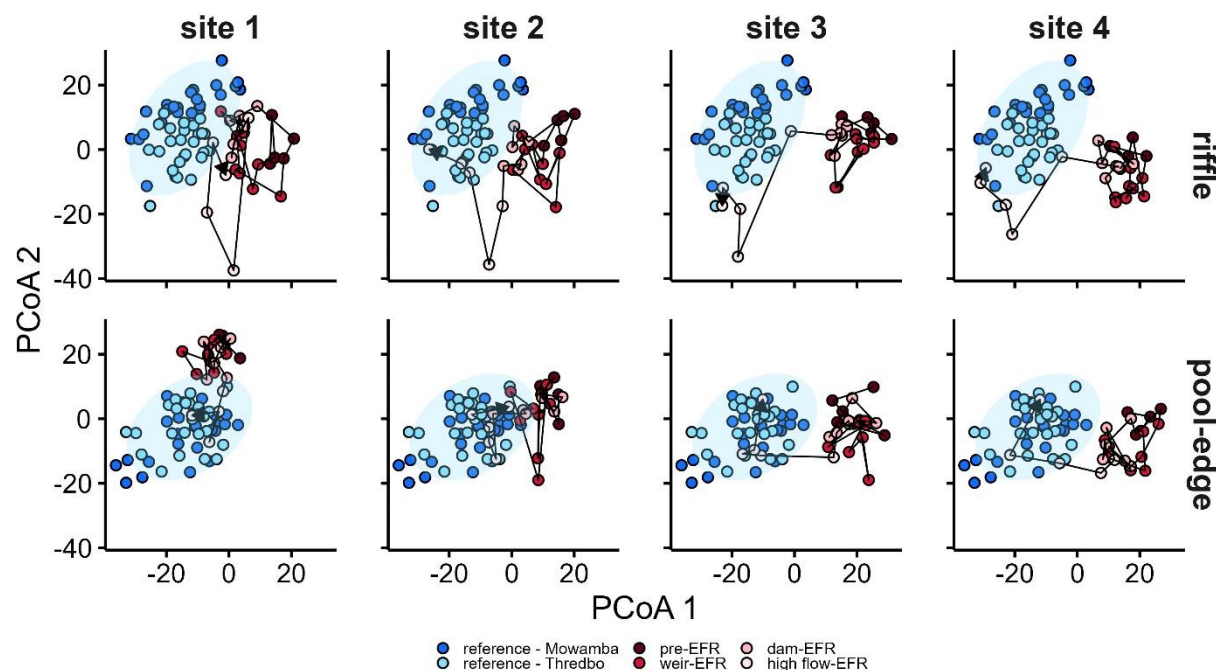 site 1 site 2 site 3 site 4
20
0
-20
-40
riffle
PCoA 2
20
0
-20
-40
pool-edge
-20 0 20 -20 0 20 -20 0 20 -20 0 20
PCoA 1
reference - Mowamba pre-EFR dam-EFR
reference - Thredbo weir-EFR high flow-EFR